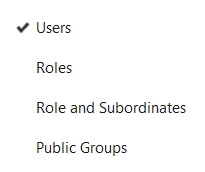 Users
Roles
Role and Subordinates
Public Groups